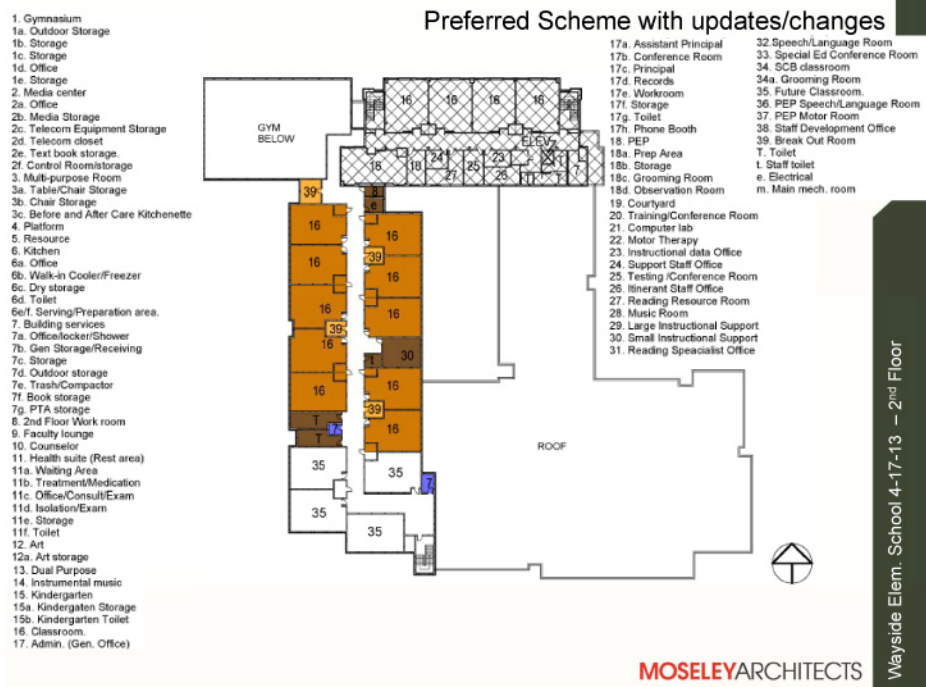 Preferred Scheme with updates/changes
1. Gymnasium
1a. Outdoor Storage
1b. Storage
1c. Storage
1d. Office
1e. Storage
2. Media center
2a. Office
2b. Media Storage
2c. Telecom Equipment Storage
2d. Telecom closet
2e. Text book storage.
2f. Control Room/storage
3. Multi-purpose Room
3a. Table/Chair Storage
3b. Chair Storage
3c. Before and After Care Kitchenette
4. Platform
5. Resource
6. Kitchen
6a. Office
6b. Walk-in Cooler/Freezer
6c. Dry storage
6d. Toilet
6e/f. Serving/Preparation area.
7. Building services
7a. Office/locker/Shower
7b. Gen Storage/Receiving
7c. Storage
7d. Outdoor storage
7e. Trash/Compactor
7f. Book storage
7g. PTA storage
8. 2nd Floor Work room
9. Faculty lounge
10. Counselor
11. Health suite (Rest area)
11a. Waiting Area
11b. Treatment/Medication
11c. Office/Consult/Exam
11d. Isolation/Exam
11e. Storage
11f. Toilet
12. Art
12a. Art storage
13. Dual Purpose
14. Instrumental music
15. Kindergarten
15a. Kindergaten Storage
15b. Kindergarten Toilet
16. Classroom.
17. Admin. (Gen. Office)
17a. Assistant Principal
17b. Conference Room
17c. Principal
17d. Records
17e. Workroom
17f. Storage
17g. Toilet
17h. Phone Booth
18. PEP
18a. Prep Area
18b. Storage
18c. Grooming Room
18d. Observation Room
19. Courtyard
20. Training/Conference Room
21. Computer lab
22. Motor Therapy
23. Instructional data Office
24. Support Staff Office
25. Testing /Conference Room
26. Itinerant Staff Office
27. Reading Resource Room
28. Music Room
29. Large Instructional Support
30. Small Instructional Support
31. Reading Speacialist Office
32.Speech/Language Room
33. Special Ed Conference Room
34. SCB classroom
34a. Grooming Room
35. Future Classroom.
36. PEP Speech/Language Room
37. PEP Motor Room
38. Staff Development Office
39. Break Out Room
T. Toilet
t. Staff toilet
e. Electrical
m. Main mech. room
GYM
BELOW
16 16 16 16
ELEV.
16 18 24 27 25 23 26 T T 7
39 8
e
16 16
39
16 16
16 16
39
16 t 30
16 16
39
T 7 16
T
35 35
7
35
35
ROOF
Wayside Elem. School 4-17-13 – 2nd Floor
MOSELEYARCHITECTS